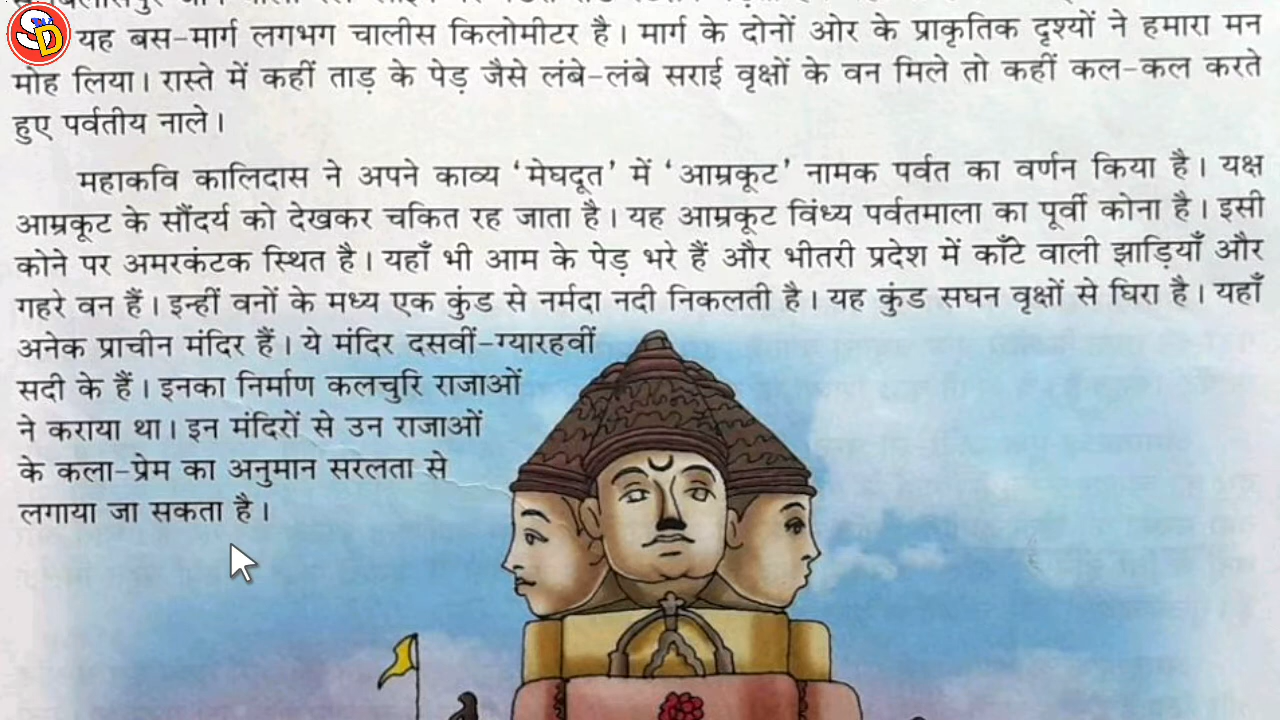 SD
यह बस-मार्ग लगभग चालीस किलोमीटर है। मार्ग के दोनों ओर के प्राकृतिक दृश्यों ने हमारा मन
मोह लिया। रास्ते में कहीं ताड़ के पेड़ जैसे लंबे-लंबे सराई वृक्षों के वन मिले तो कहीं कल-कल करते
हुए पर्वतीय नाले।
महाकवि कालिदास ने अपने काव्य 'मेघदूत' में 'आम्रकूट' नामक पर्वत का वर्णन किया है। यक्ष
आम्रकूट के सौंदर्य को देखकर चकित रह जाता है। यह आम्रकूट विंध्य पर्वतमाला का पूर्वी कोना है। इसी
कोने पर अमरकंटक स्थित है। यहाँ भी आम के पेड़ भरे हैं और भीतरी प्रदेश में काँटे वाली झाड़ियाँ और
गहरे वन हैं। इन्हीं वनों के मध्य एक कुंड से नर्मदा नदी निकलती है। यह कुंड सघन वृक्षों से घिरा है। यहाँ
अनेक प्राचीन मंदिर हैं। ये मंदिर दसवीं-ग्यारहवीं
सदी के हैं। इनका निर्माण कलचुरि राजाओं
ने कराया था। इन मंदिरों से उन राजाओं
के कला-प्रेम का अनुमान सरलता से
लगाया जा सकता है।